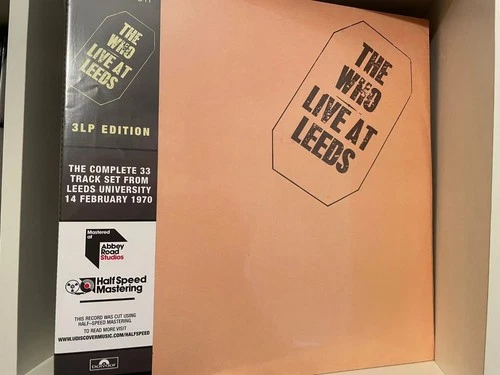 THE
WHO
LIVE AT
LEEDS
3LP EDITION
THE COMPLETE 33
TRACK SET FROM
LEEDS UNIVERSITY
14 FEBRUARY 1970
Mastered
at
Abbey
Road
Studios
Half Speed
Mastering
THIS RECORD WAS CUT USING
HALF-SPEED MASTERING.
TO READ MORE VISIT
WWW.UDISCOVERMUSIC.COM/HALFSPEED
polydor
THE
WHO
LIVE AT
LEEDS